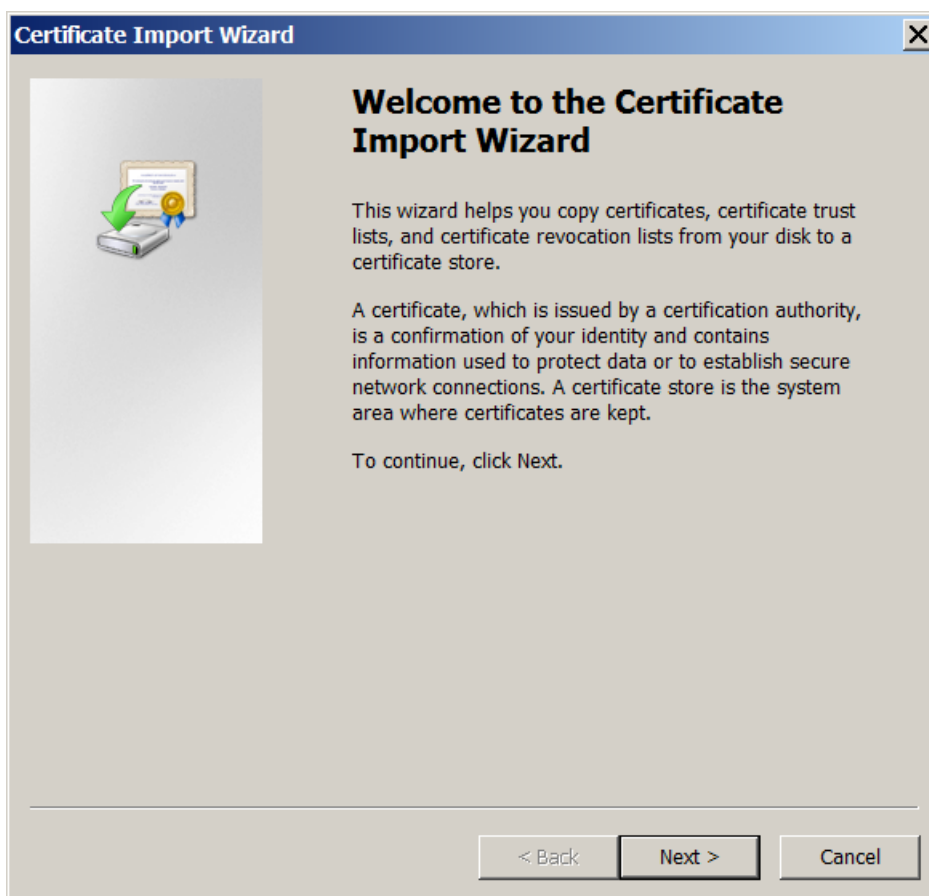 Certificate Import Wizard
Welcome to the Certificate
Import Wizard
This wizard helps you copy certificates, certificate trust
lists, and certificate revocation lists from your disk to a
certificate store.
A certificate, which is issued by a certification authority,
is a confirmation of your identity and contains
information used to protect data or to establish secure
network connections. A certificate store is the system
area where certificates are kept.
To continue, click Next.
< Back
Next >
Cancel